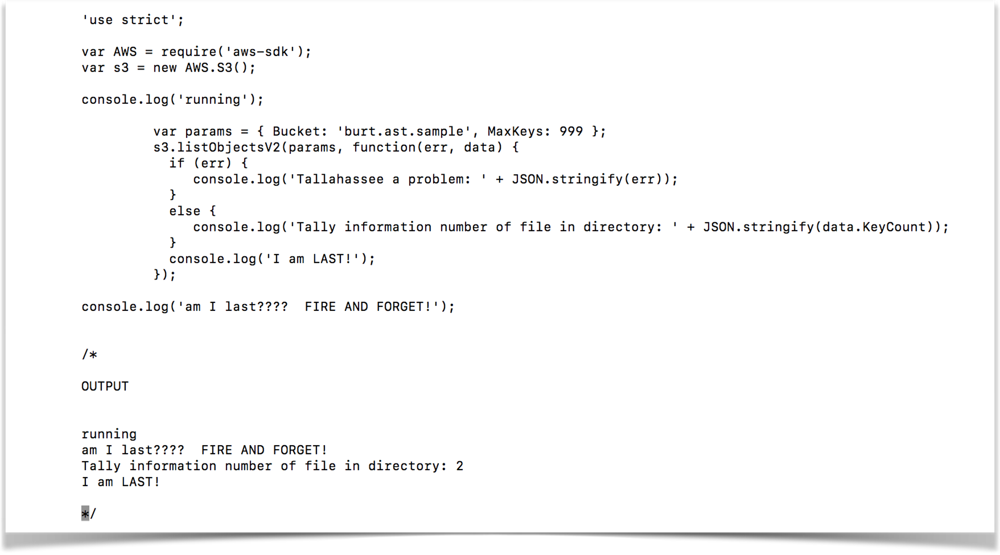 'use strict';
var AWS = require('aws-sdk');
var s3 = new AWS.S3();
console.log('running');
var params = { Bucket: 'burt.ast.sample', MaxKeys: 999 };
s3.listObjectsV2(params, function(err, data) {
if (err) {
console.log('Tallahassee a problem: ' + JSON.stringify(err));
}
else {
console.log('Tally information number of file in directory: ' + JSON.stringify(data.KeyCount));
}
console.log('I am LAST!');
});
console.log('am I last????  FIRE AND FORGET!');
/*
OUTPUT
running
am I last????  FIRE AND FORGET!
Tally information number of file in directory: 2
I am LAST!
*/